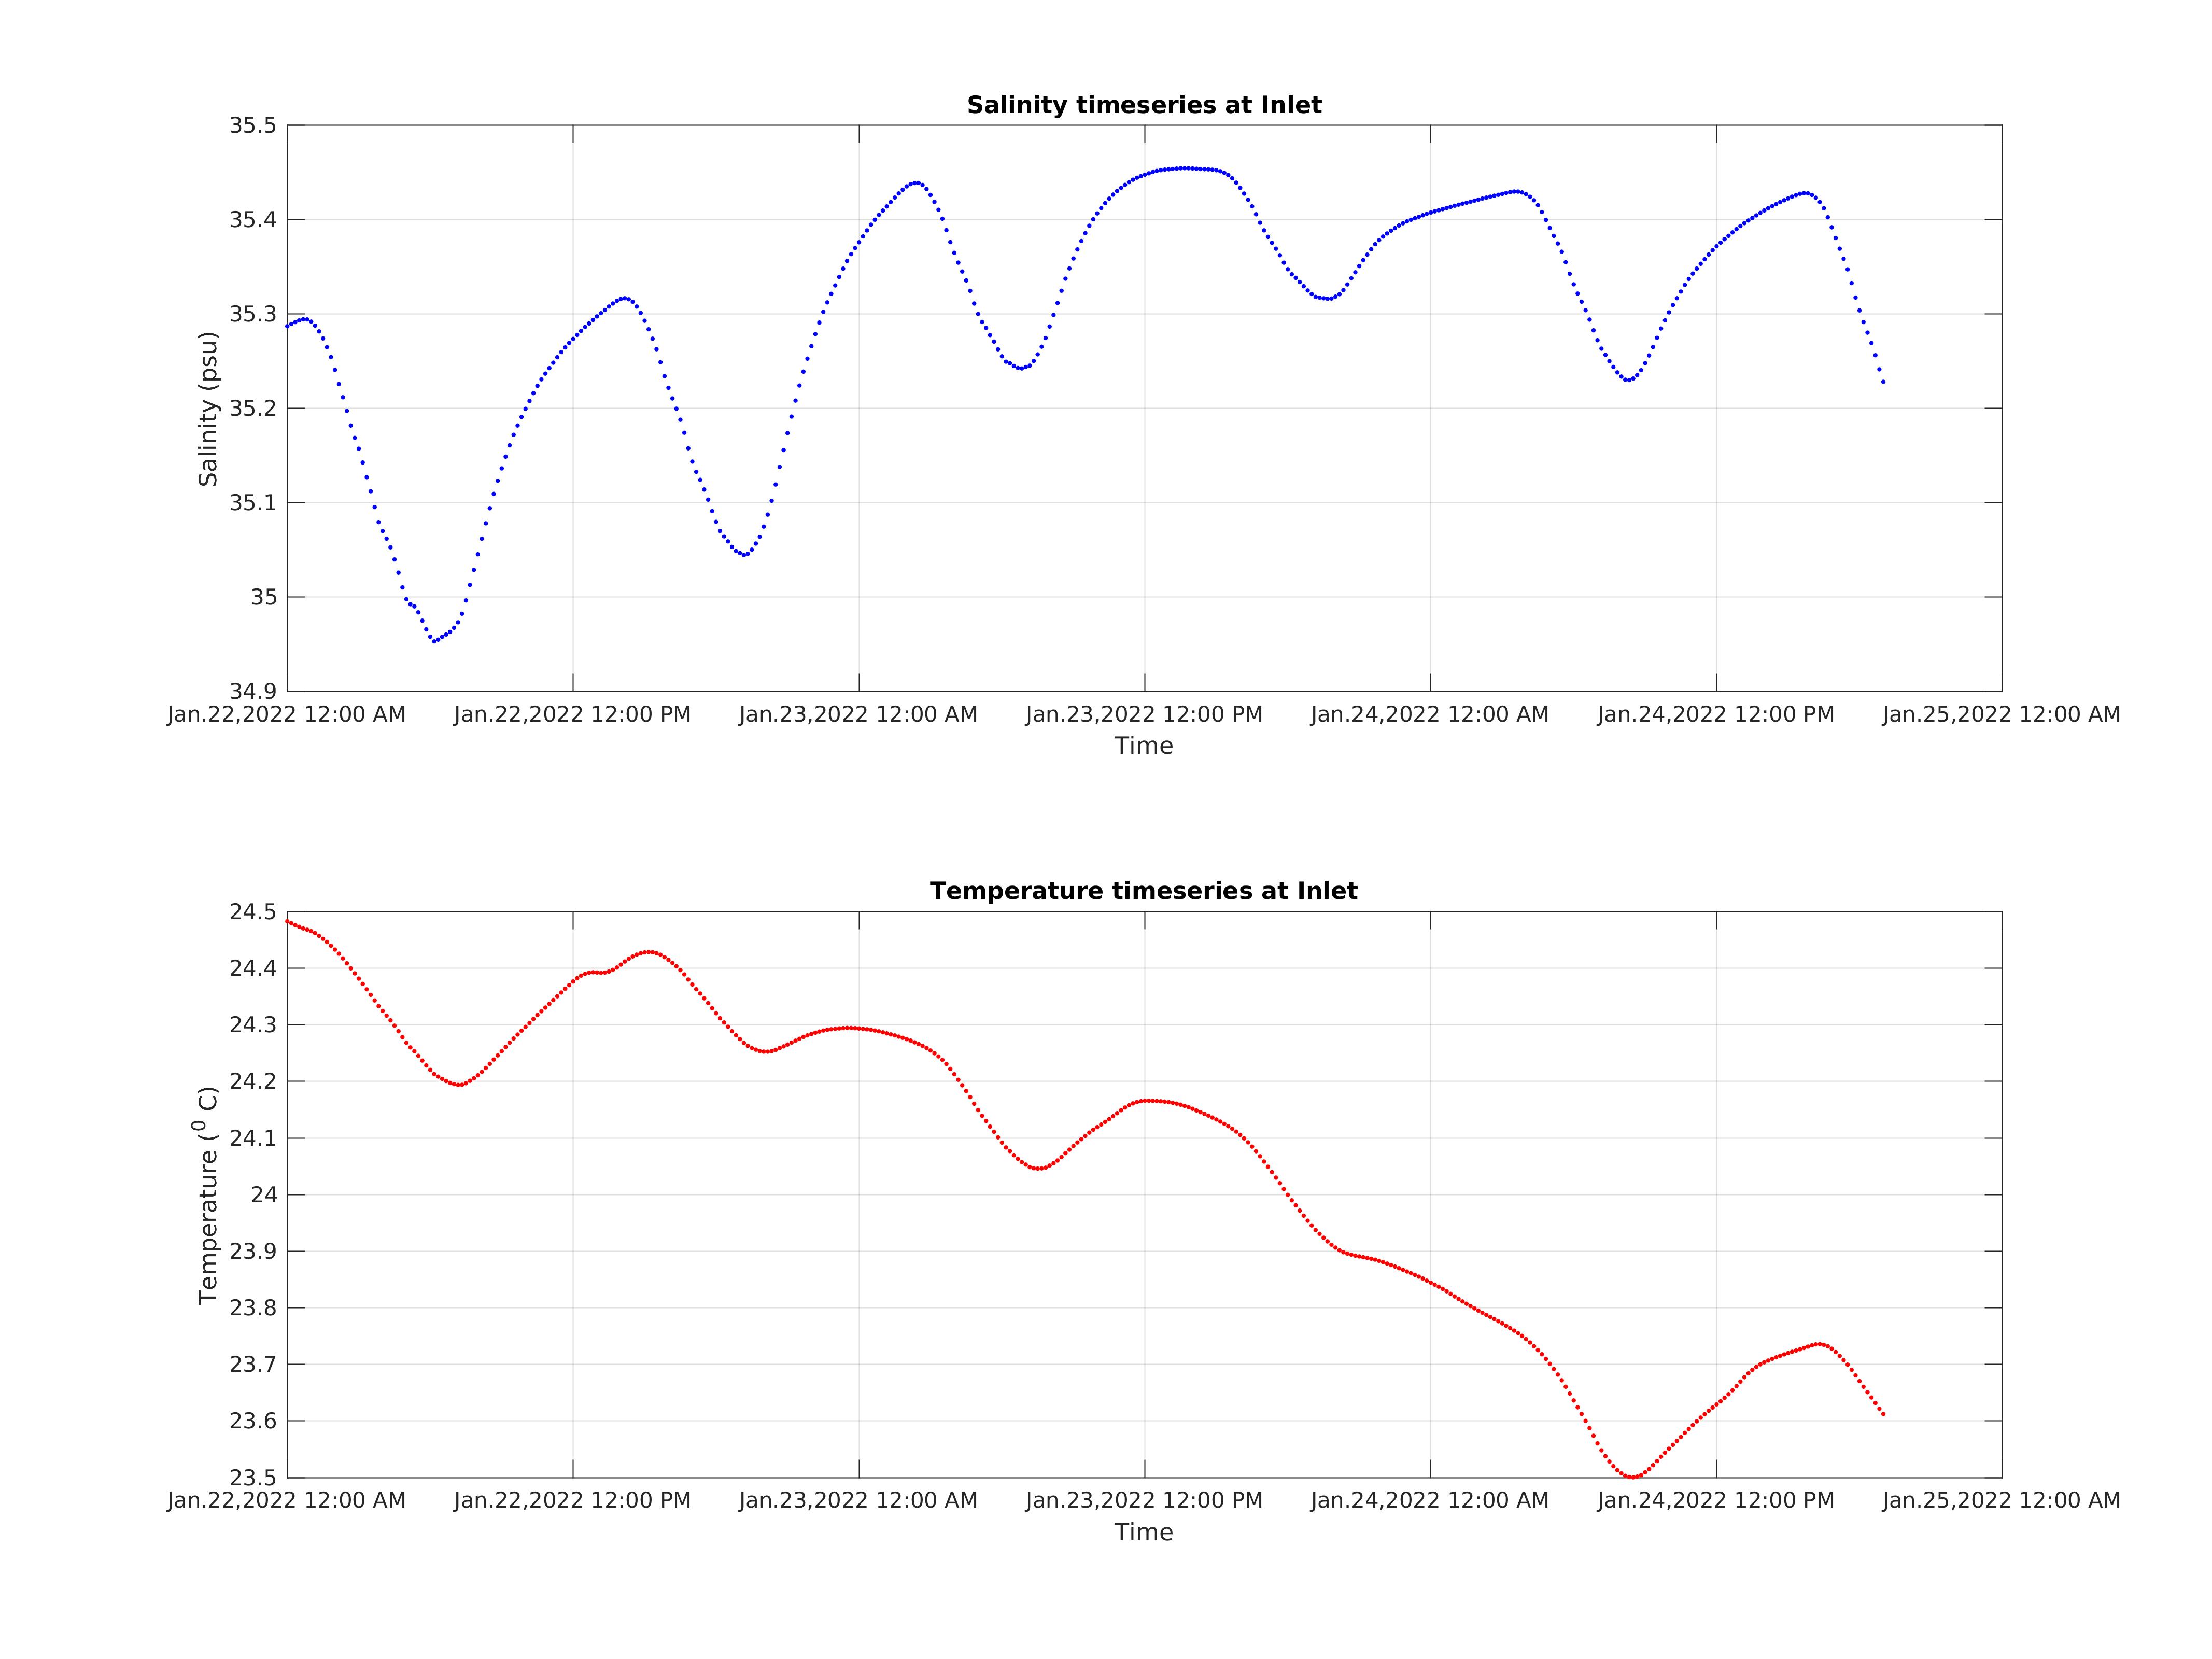 Salinity timeseries at Inlet
35.5
35.4
35.3
35.2
35.1
35
34.9
Salinity (psu)
Jan.22,2022 12:00 AM Jan.22,2022 12:00 PM Jan.23,2022 12:00 AM Jan.23,2022 12:00 PM Jan.24,2022 12:00 AM Jan.24,2022 12:00 PM Jan.25,2022 12:00 AM
Time
Temperature timeseries at Inlet
24.5
24.4
24.3
24.2
24.1
24
23.9
23.8
23.7
23.6
23.5
Temperature (⁰ C)
Jan.22,2022 12:00 AM Jan.22,2022 12:00 PM Jan.23,2022 12:00 AM Jan.23,2022 12:00 PM Jan.24,2022 12:00 AM Jan.24,2022 12:00 PM Jan.25,2022 12:00 AM
Time